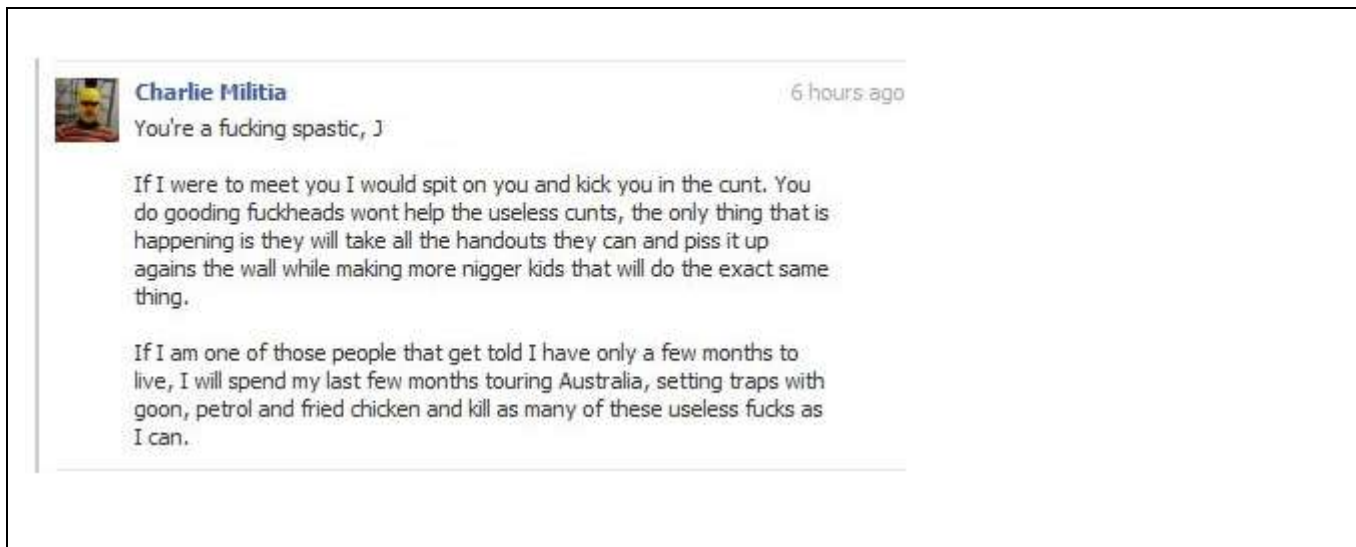 Charlie Militia 6 hours ago
You're a fucking spastic, J
If I were to meet you I would spit on you and kick you in the cunt. You
do gooding fuckheads wont help the useless cunts, the only thing that is
happening is they will take all the handouts they can and piss it up
agains the wall while making more nigger kids that will do the exact same
thing.
If I am one of those people that get told I have only a few months to
live, I will spend my last few months touring Australia, setting traps with
goon, petrol and fried chicken and kill as many of these useless fucks as
I can.